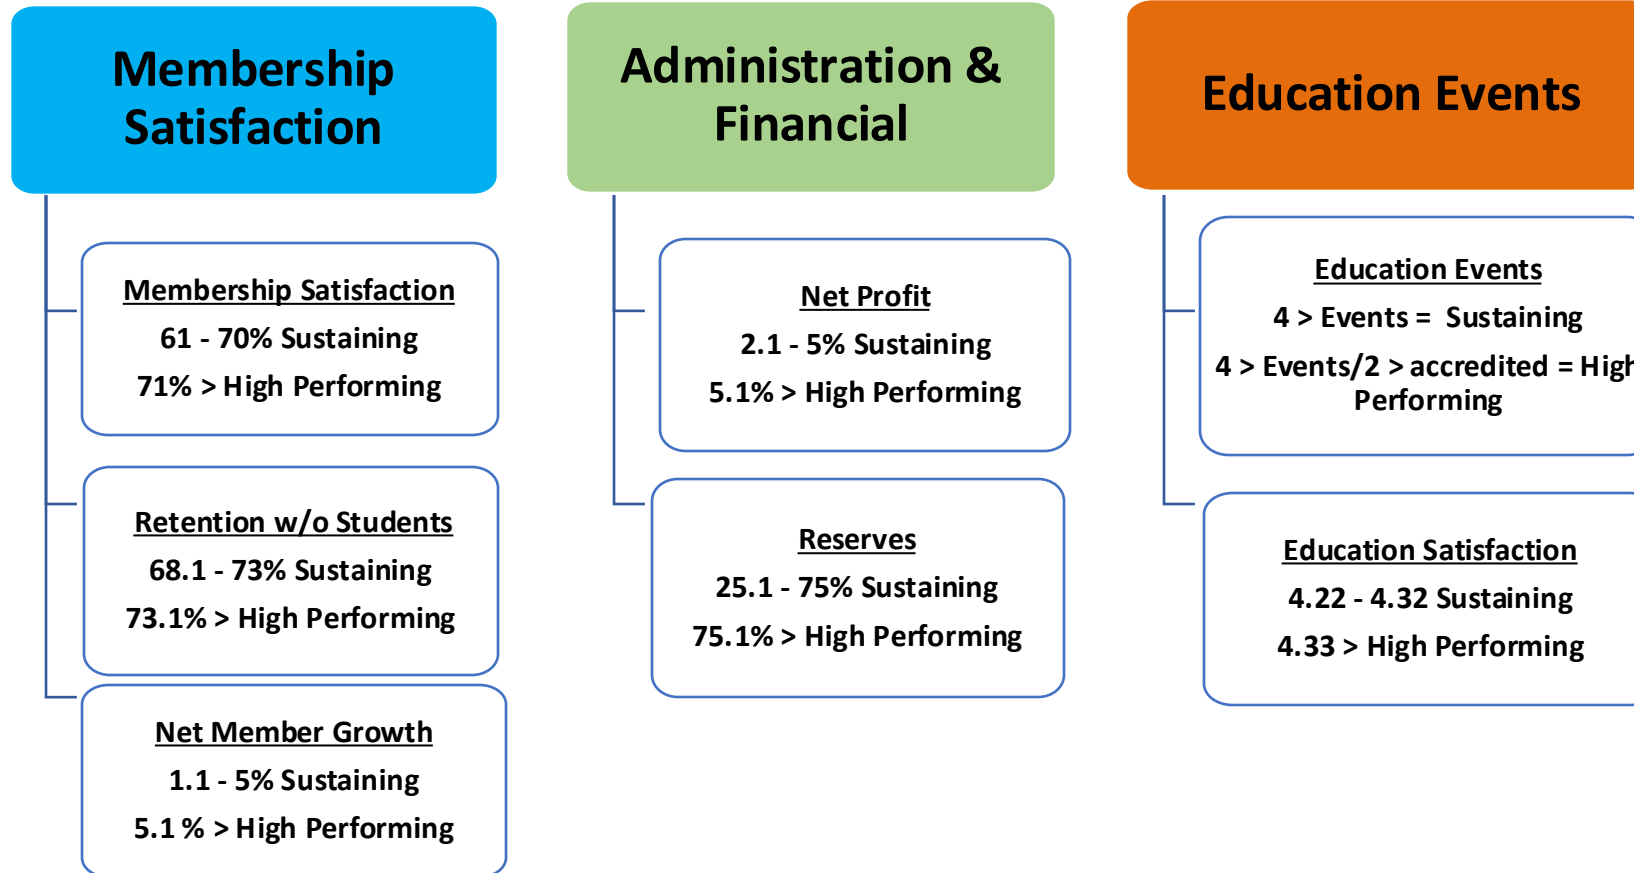 Membership
Satisfaction
Membership Satisfaction
61 - 70% Sustaining
71% > High Performing
Retention w/o Students
68.1 - 73% Sustaining
73.1% > High Performing
Net Member Growth
1.1 - 5% Sustaining
5.1 % > High Performing
Administration &
Financial
Net Profit
2.1 - 5% Sustaining
5.1% > High Performing
Reserves
25.1 - 75% Sustaining
75.1% > High Performing
Education Events
Education Events
4 > Events = Sustaining
4 > Events/2 > accredited = High
Performing
Education Satisfaction
4.22 - 4.32 Sustaining
4.33 > High Performing